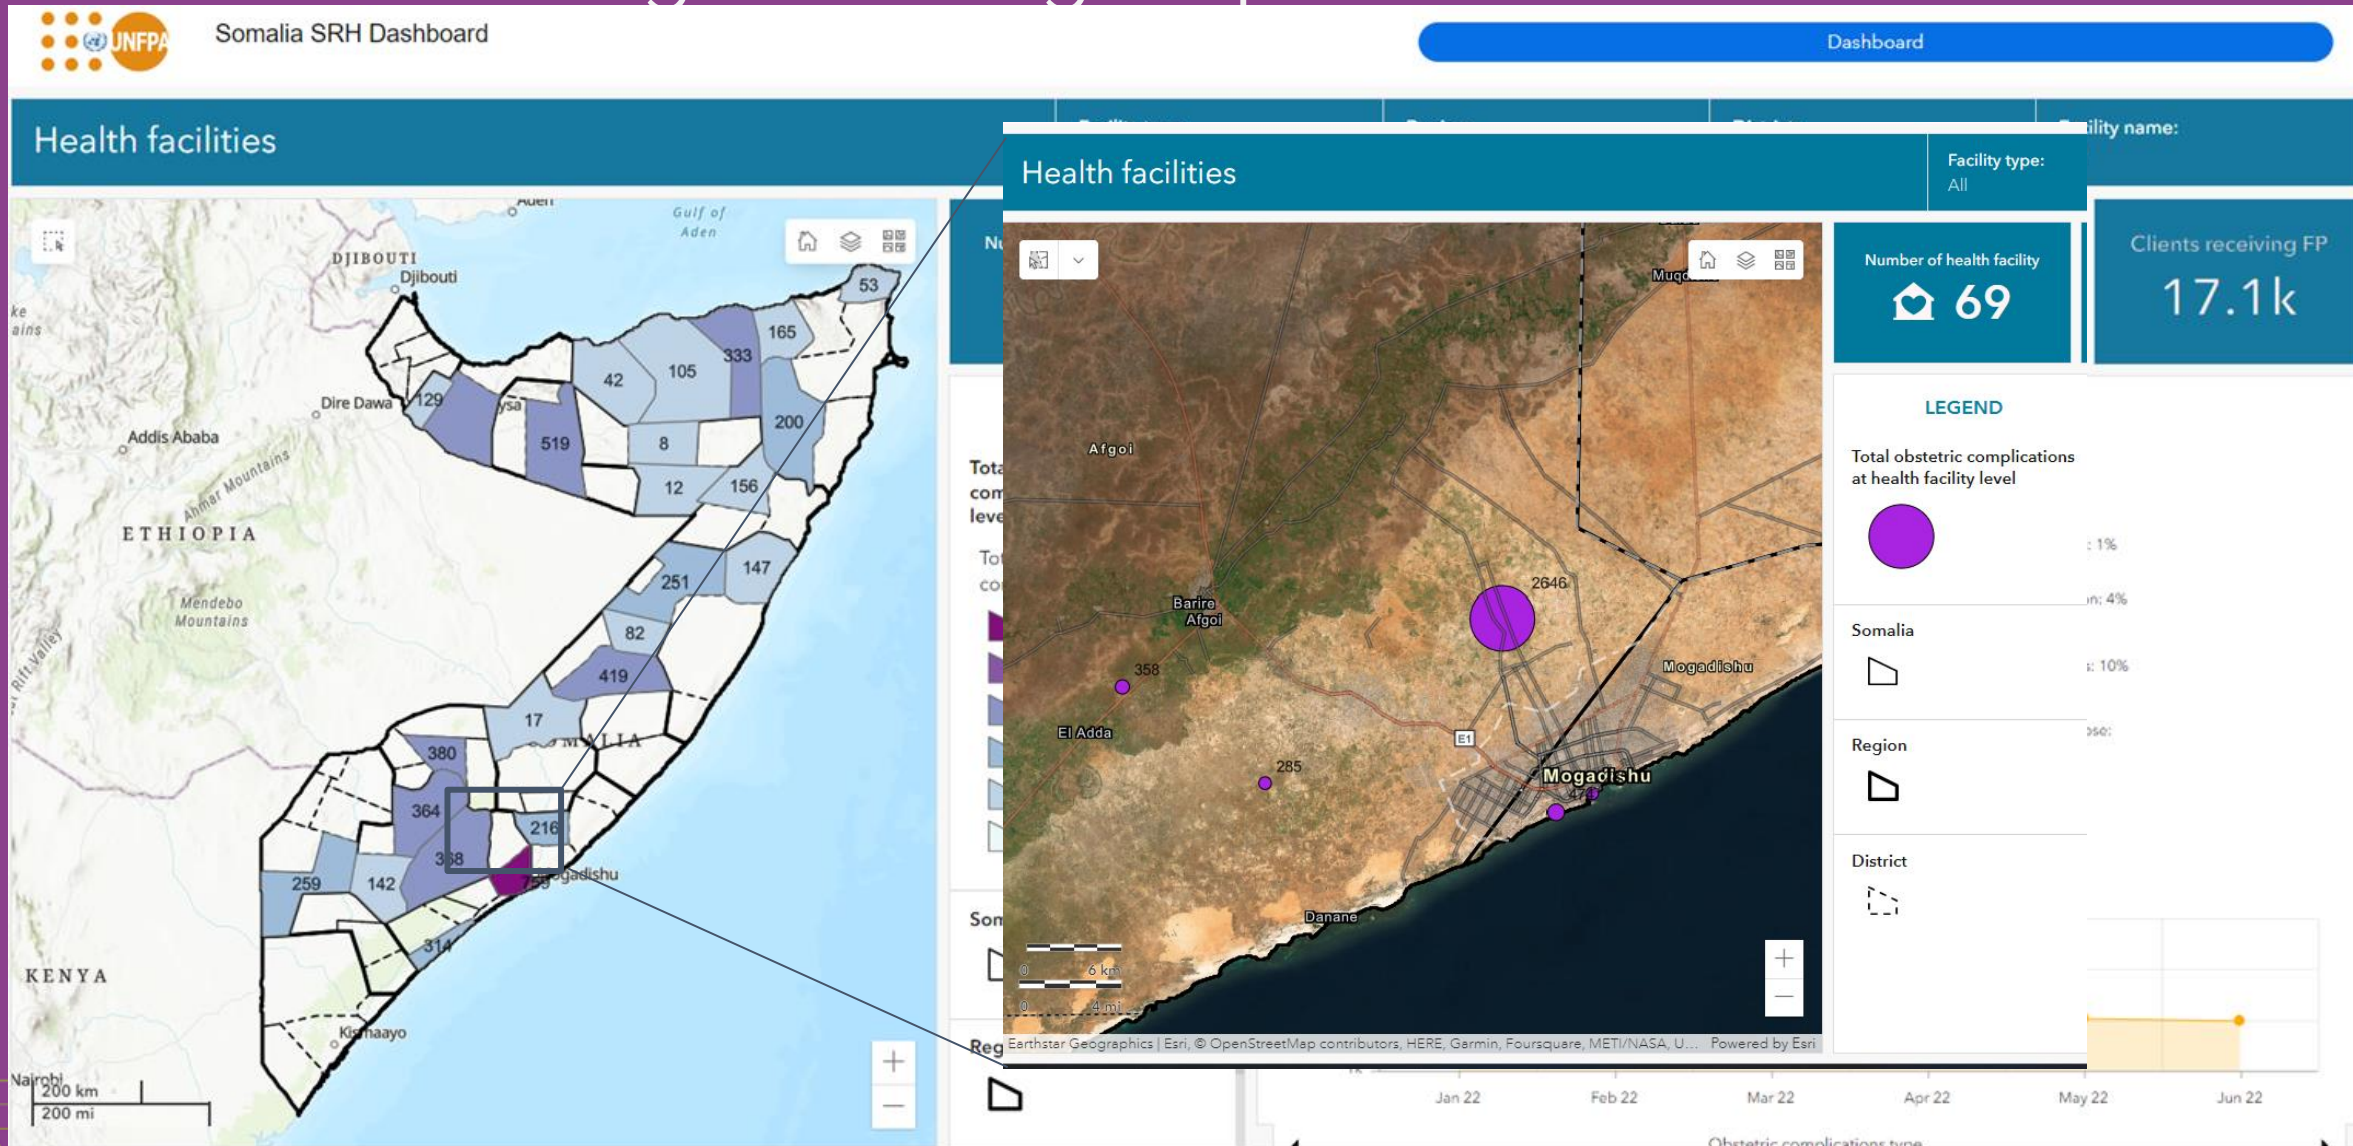 UNFPA
Somalia SRH Dashboard
Dashboard
Health facilities
Facility name:
Gulf of
Aden
DJIBOUTI
Djibouti
Dire Dawa
Addis Ababa
Ahmar Mountains
ETHIOPIA
Mendebo
Mountains
Rift Valley
KENYA
Kismaayo
Nairobi
200 km
200 mi
53
165
333
105
42
129
519
8
200
12
156
147
251
82
419
17
380
364
216
368
259
142
314
Health facilities
Facility type:
All
Afgoi
Barire
Afgoi
2646
358
El Adda
285
E1
Mogadishu
Mogadishu
474
Danane
0 6 km
0 4 mi
Earthstar Geographics | Esri, © OpenStreetMap contributors, HERE, Garmin, Foursquare, METI/NASA, U... Powered by Esri
Number of health facility
69
LEGEND
Total obstetric complications
at health facility level
Somalia
Region
District
Clients receiving FP
17.1k
: 1%
n: 4%
s: 10%
Jan 22 Feb 22 Mar 22 Apr 22 May 22 Jun 22
Obstetric complications type